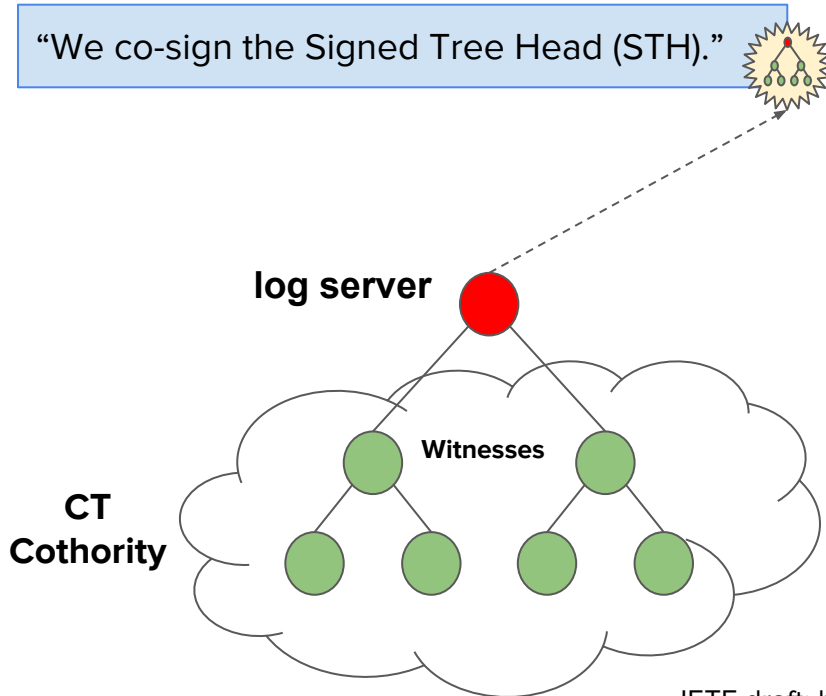 “We co-sign the Signed Tree Head (STH).”
log server
Witnesses
CT
Cothority